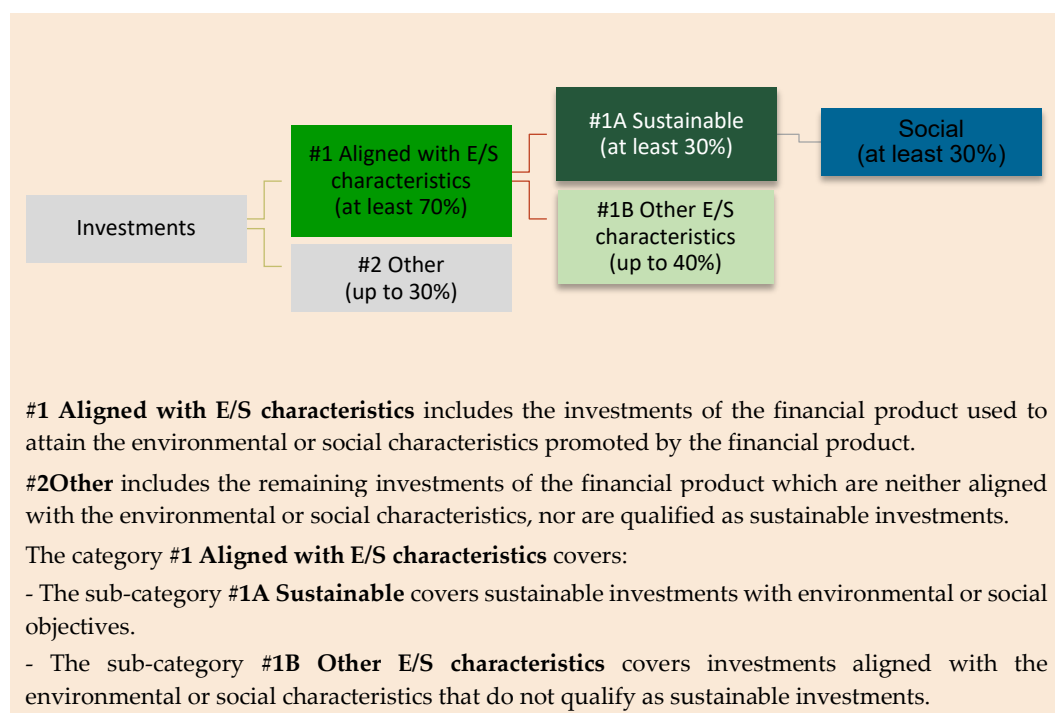 #1A Sustainable
(at least 30%)
Social
(at least 30%)
#1 Aligned with E/S
characteristics
(at least 70%)
#1B Other E/S
characteristics
(up to 40%)
Investments
#2 Other
(up to 30%)
#1 Aligned with E/S characteristics includes the investments of the financial product used to
attain the environmental or social characteristics promoted by the financial product.
#2Other includes the remaining investments of the financial product which are neither aligned
with the environmental or social characteristics, nor are qualified as sustainable investments.
The category #1 Aligned with E/S characteristics covers:
- The sub-category #1A Sustainable covers sustainable investments with environmental or social
objectives.
- The sub-category #1B Other E/S characteristics covers investments aligned with the
environmental or social characteristics that do not qualify as sustainable investments.